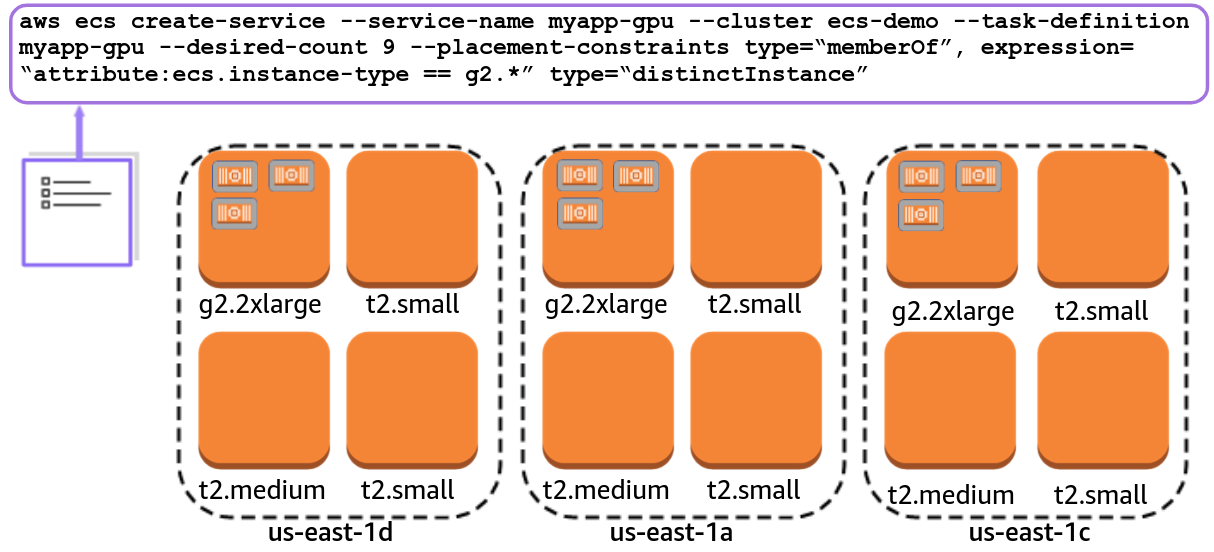 aws ecs create-service --service-name myapp-gpu --cluster ecs-demo --task-definition
myapp-gpu --desired-count 9 --placement-constraints type=“memberOf”, expression=
“attribute:ecs.instance-type == g2.*” type=“distinctInstance”
g2.2xlarge t2.small g2.2xlarge t2.small g2.2xlarge t2.small
t2.medium t2.small t2.medium t2.small t2.medium t2.small
us-east-1d us-east-1a us-east-1c